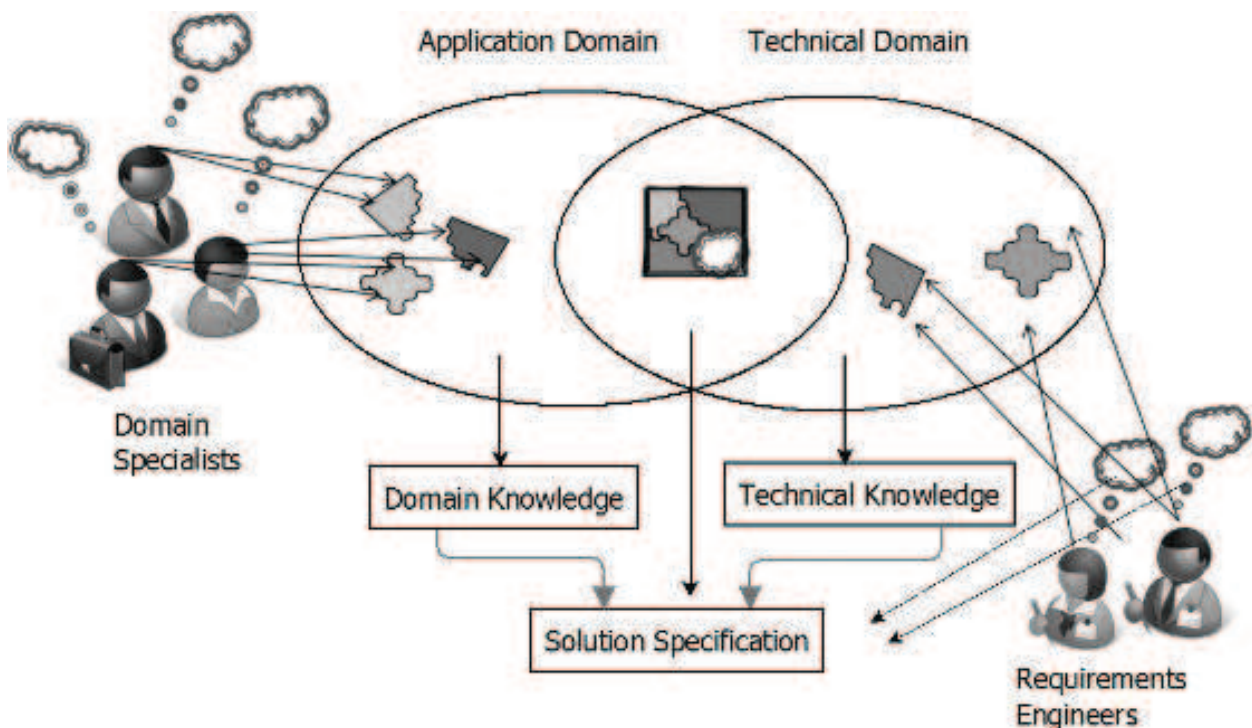 Application Domain
Technical Domain
Domain
Specialists
Domain Knowledge
Technical Knowledge
Solution Specification
Requirements
Engineers